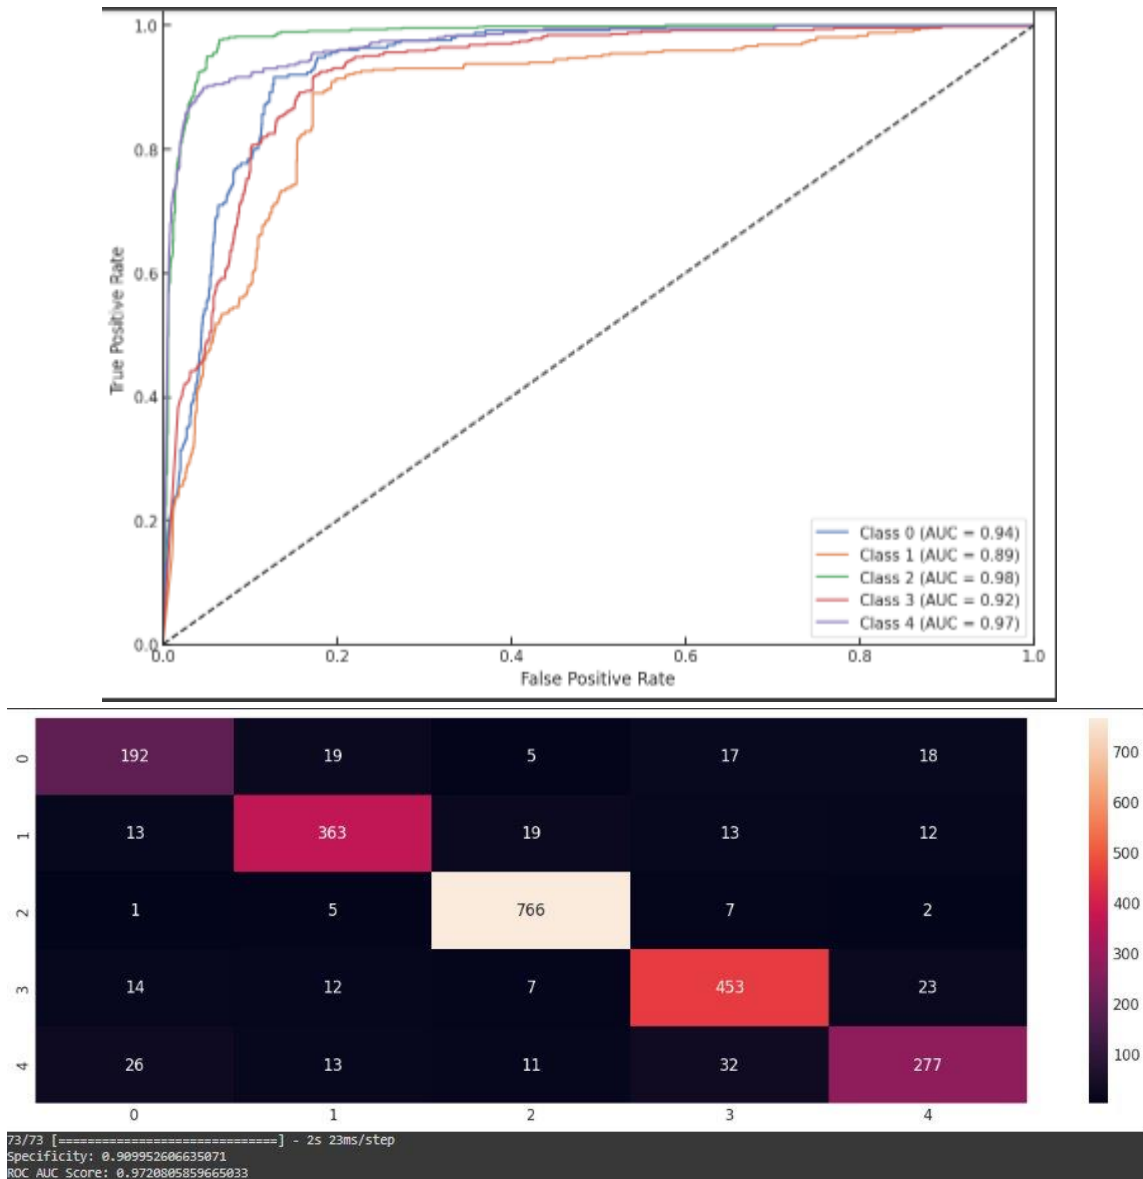 1.0
0.8
0.6
0.4
0.2
0.0
True Positive Rate
0.0 0.2 0.4 0.6 0.8 1.0
False Positive Rate
Class 0 (AUC = 0.94)
Class 1 (AUC = 0.89)
Class 2 (AUC = 0.98)
Class 3 (AUC = 0.92)
Class 4 (AUC = 0.97)
0 192 19 5 17 18
1 13 363 19 13 12
2 1 5 766 7 2
3 14 12 7 453 23
4 26 13 11 32 277
0 1 2 3 4
700
600
500
400
300
200
100
73/73 [==============================] - 2s 23ms/step
Specificity: 0.909952606635071
ROC AUC Score: 0.9720805859665033